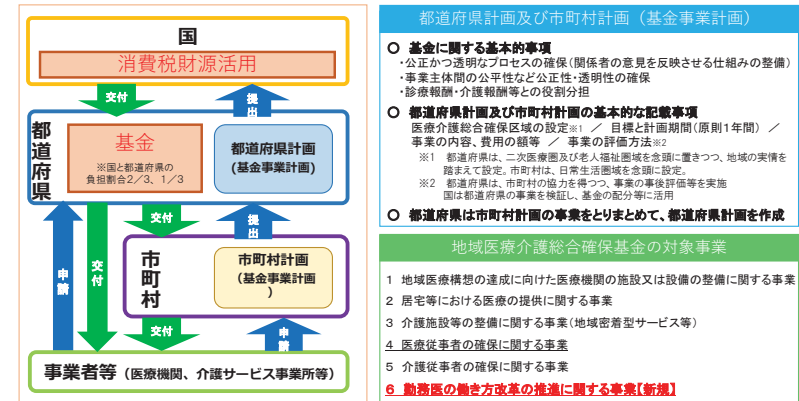 国
消費税財源活用
交付
提出
都道府県
基金
※国と都道府県の
負担割合2/3、1/3
都道府県計画
(基金事業計画)
申請
交付
交付
提出
市町村
市町村計画
(基金事業計画
)
交付
申請
事業者等(医療機関、介護サービス事業所等)
都道府県計画及び市町村計画(基金事業計画)
○ 基金に関する基本的事項
・公正かつ透明なプロセスの確保(関係者の意見を反映させる仕組みの整備)
・事業主体間の公平性など公正性・透明性の確保
・診療報酬・介護報酬等との役割分担
○ 都道府県計画及び市町村計画の基本的な記載事項
医療介護総合確保区域の設定※1 / 目標と計画期間(原則1年間) /
事業の内容、費用の額等 / 事業の評価方法※2
※1 都道府県は、二次医療圏及び老人福祉圏域を念頭に置きつつ、地域の実情を
踏まえて設定。市町村は、日常生活圏域を念頭に設定。
※2 都道府県は、市町村の協力を得つつ、事業の事後評価等を実施
国は都道府県の事業を検証し、基金の配分等に活用
○ 都道府県は市町村計画の事業をとりまとめて、都道府県計画を作成
地域医療介護総合確保基金の対象事業
1 地域医療構想の達成に向けた医療機関の施設又は設備の整備に関する事業
2 居宅等における医療の提供に関する事業
3 介護施設等の整備に関する事業(地域密着型サービス等)
4 医療従事者の確保に関する事業
5 介護従事者の確保に関する事業
6 勤務医の働き方改革の推進に関する事業【新規】